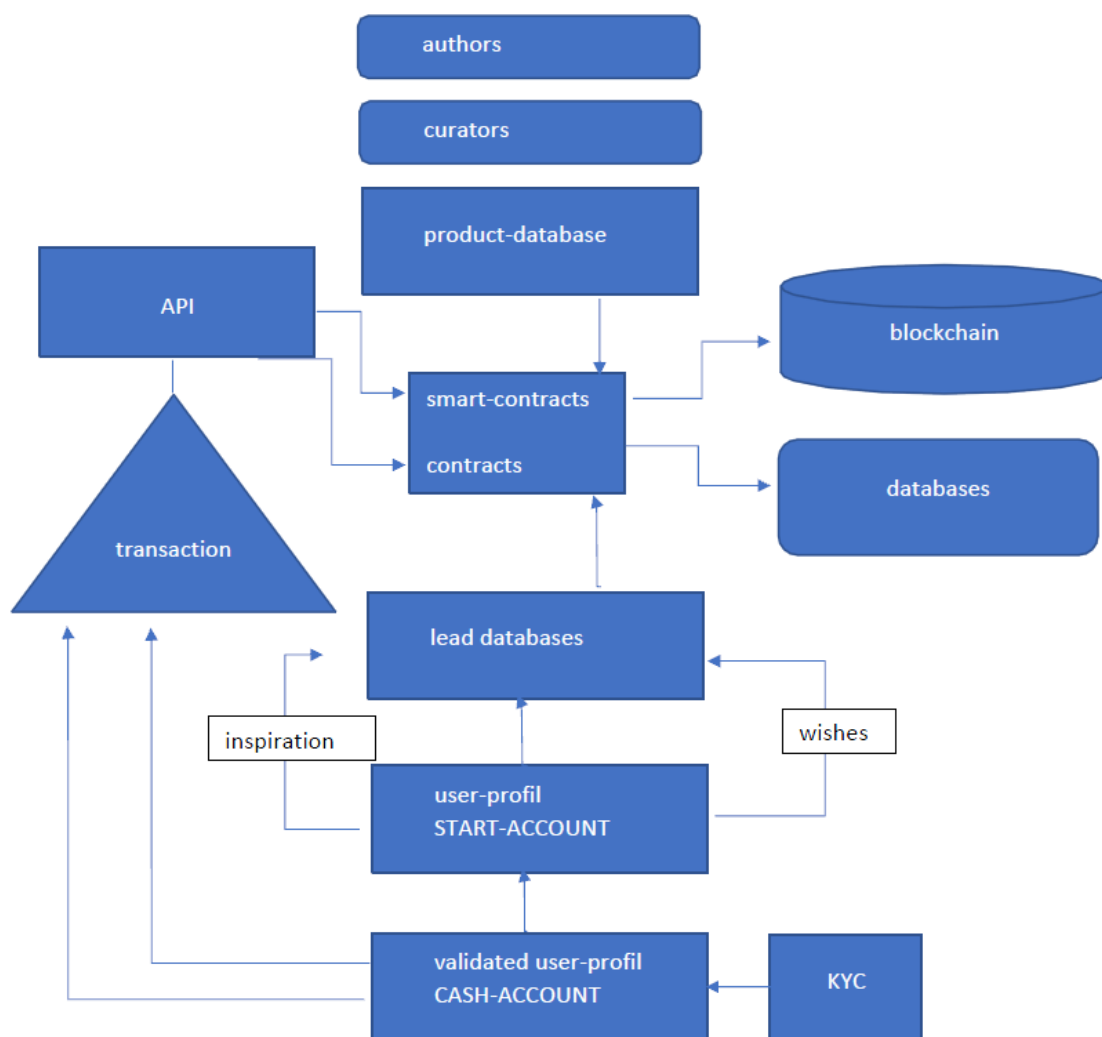 authors
curators
product-database
API
blockchain
smart-contracts
contracts
databases
transaction
lead databases
inspiration
wishes
user-profil
START-ACCOUNT
validated user-profil
CASH-ACCOUNT
KYC